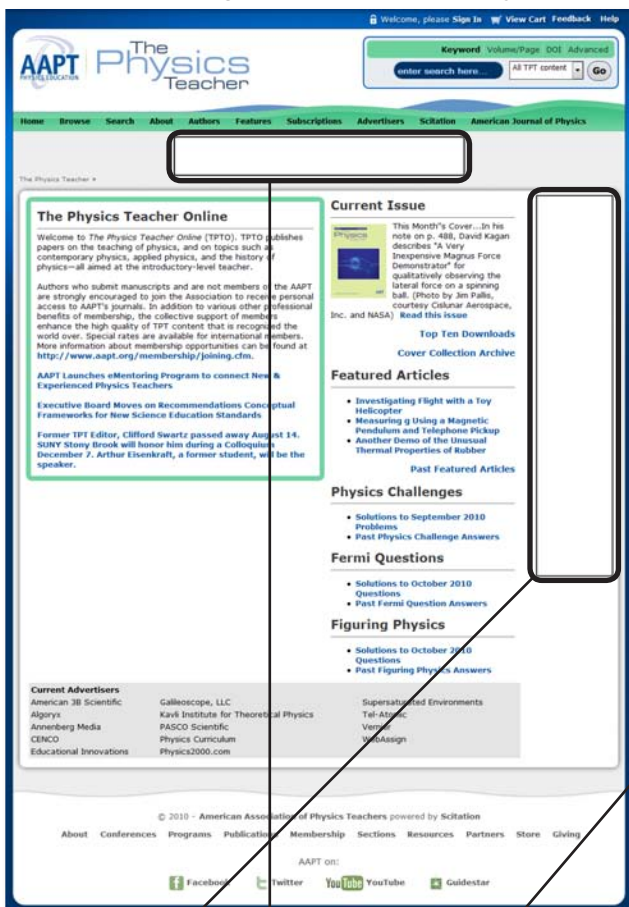 Welcome, please Sign In View Cart Feedback Help
AAPT
PHYSICS EDUCATION
The
Physics
Teacher
Keyword Volume/Page DOI Advanced
enter search here... All TPT content Go
Home Browse Search About Authors Features Subscriptions Advertisers Scitation American Journal of Physics
The Physics Teacher »
The Physics Teacher Online
Welcome to The Physics Teacher Online (TPTO). TPTO publishes
papers on the teaching of physics, and on topics such as
contemporary physics, applied physics, and the history of
physics—all aimed at the introductory-level teacher.
Authors who submit manuscripts and are not members of the AAPT
are strongly encouraged to join the Association to receive personal
access to AAPT's journals. In addition to various other professional
benefits of membership, the collective support of members
enhance the high quality of TPT content that is recognized the
world over. Special rates are available for international members.
More information about membership opportunities can be found at
http://www.aapt.org/membership/joining.cfm.
AAPT Launches eMentoring Program to connect New &
Experienced Physics Teachers
Executive Board Moves on Recommendations Conceptual
Frameworks for New Science Education Standards
Former TPT Editor, Clifford Swartz passed away August 14.
SUNY Stony Brook will honor him during a Colloquium
December 7. Arthur Eisenkraft, a former student, will be the
speaker.
Current Issue
This Month"s Cover...In his
note on p. 488, David Kagan
describes "A Very
Inexpensive Magnus Force
Demonstrator" for
qualitatively observing the
lateral force on a spinning
ball. (Photo by Jim Pallis,
courtesy Cislunar Aerospace,
Inc. and NASA) Read this issue
Top Ten Downloads
Cover Collection Archive
Featured Articles
• Investigating Flight with a Toy
Helicopter
• Measuring g Using a Magnetic
Pendulum and Telephone Pickup
• Another Demo of the Unusual
Thermal Properties of Rubber
Past Featured Articles
Physics Challenges
• Solutions to September 2010
Problems
• Past Physics Challenge Answers
Fermi Questions
• Solutions to October 2010
Questions
• Past Fermi Question Answers
Figuring Physics
• Solutions to October 2010
Questions
• Past Figuring Physics Answers
Current Advertisers
American 3B Scientific Galileoscope, LLC Supersaturated Environments
Algoryx Kavli Institute for Theoretical Physics Tel-Atomic
Annenberg Media PASCO Scientific Vernier
CENCO Physics Curriculum WebAssign
Educational Innovations Physics2000.com
© 2010 - American Association of Physics Teachers powered by Scitation
About Conferences Programs Publications Membership Sections Resources Partners Store Giving
AAPT on:
Facebook Twitter YouTube YouTube Guidestar